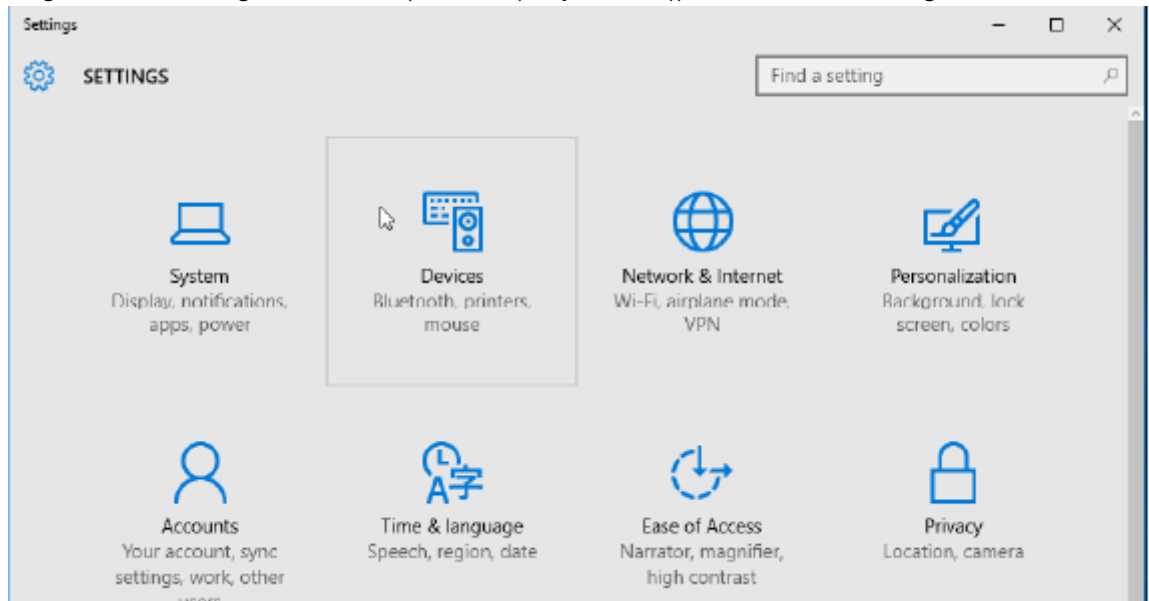 Settings
SETTINGS
Find a setting
System
Display, notifications,
apps, power
Devices
Bluetooth, printers,
mouse
Network & Internet
Wi-Fi, airplane mode,
VPN
Personalization
Background, lock
screen, colors
Accounts
Your account, sync
settings, work, other
users
Time & language
Speech, region, date
Ease of Access
Narrator, magnifier,
high contrast
Privacy
Location, camera